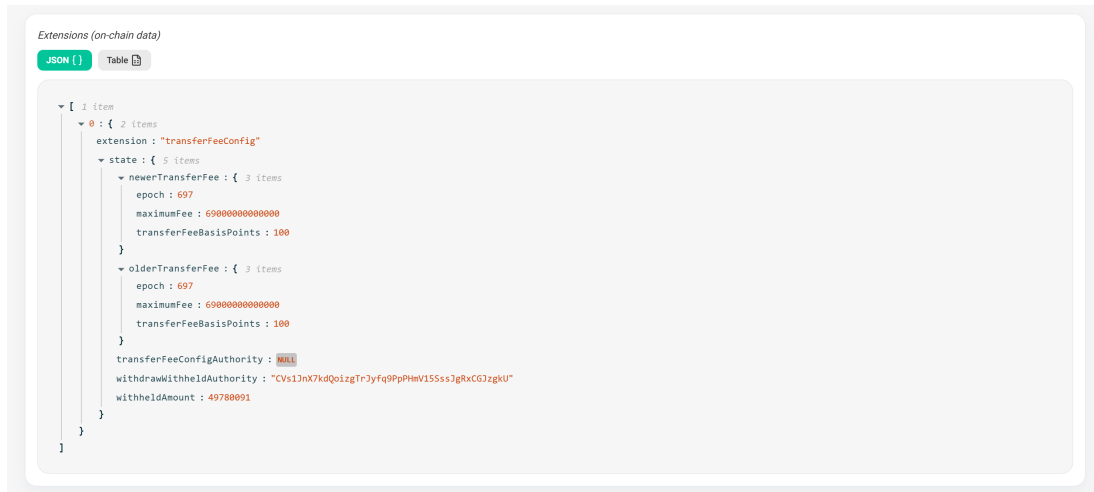 Extensions (on-chain data)
JSON { } Table
[ 1 item
0 : { 2 items
extension : "transferFeeConfig"
state : { 5 items
newerTransferFee : { 3 items
epoch : 697
maximumFee : 69000000000000
transferFeeBasisPoints : 100
}
olderTransferFee : { 3 items
epoch : 697
maximumFee : 69000000000000
transferFeeBasisPoints : 100
}
transferFeeConfigAuthority : NULL
withdrawWithheldAuthority : "CVs1JnX7kdQoizgTrJyfq9PpPHmV15SssJgRxCGJzgkU"
withheldAmount : 49780091
}
}
]